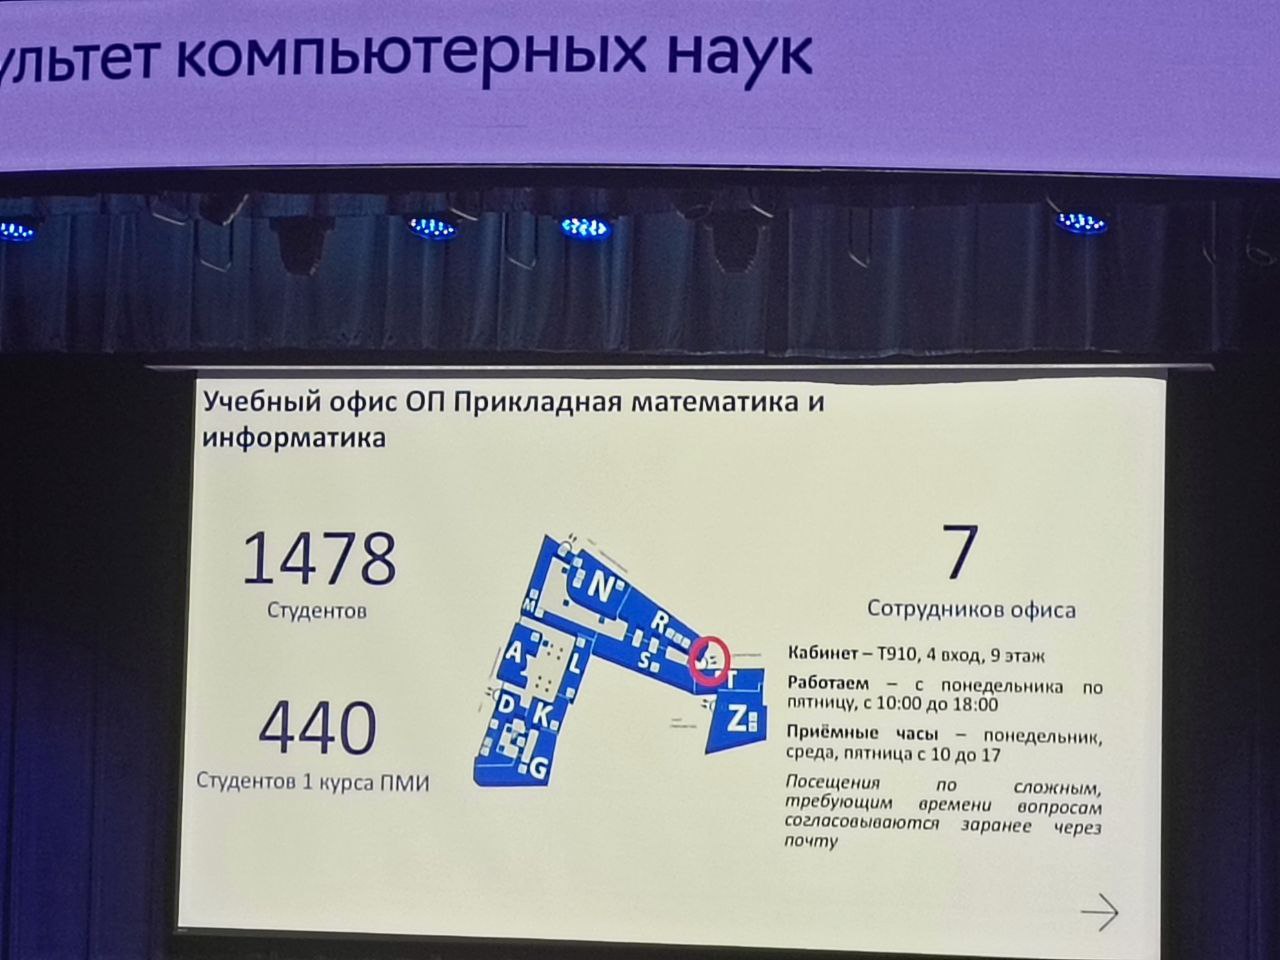 ультет компьютерных наук
Учебный офис ОП Прикладная математика и
информатика
1478
Студентов
440
Студентов 1 курса ПМИ
N
M
R
A
L
S
T
D
K
Z
G
7
Сотрудников офиса
Кабинет – Т910, 4 вход, 9 этаж
Работаем – с понедельника по
пятницу, с 10:00 до 18:00
Приёмные часы – понедельник,
среда, пятница с 10 до 17
Посещения по сложным,
требующим времени вопросам
согласовываются заранее через
почту